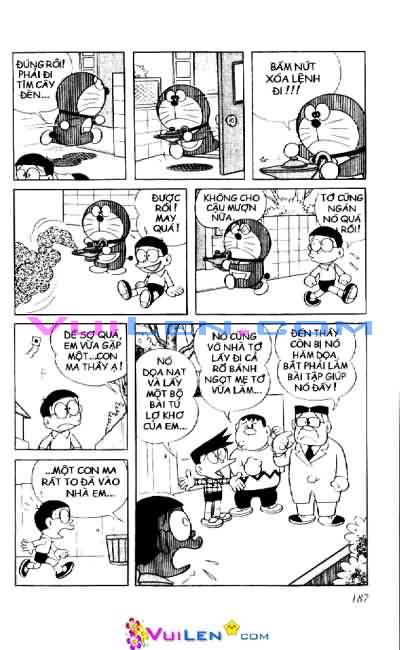 ĐÚNG RỒI!
PHẢI ĐI
TÌM CÂY
ĐÈN...
BẤM NÚT
XÓA LỆNH
ĐI!!!
ĐƯỢC
RỒI!
MAY
QUÁ!
KHÔNG CHO
CẬU MƯỢN
NỮA.
TỚ CŨNG
NGÁN
NÓ QUÁ
RỒI!
DỄ SỢ QUÁ,
EM VỪA GẶP
MỘT...CON
MA THẦY Ạ!
NÓ
DỌA NẠT
VÀ LẤY
MỘT BỘ
BÀI TÚ
LƠ KHƠ
CỦA EM...
NÓ CŨNG
VÔ NHÀ TỚ
LẤY ĐI CẢ
RỔ BÁNH
NGỌT MẸ TỚ
VỪA LÀM...
ĐẾN THẦY
CÒN BỊ NÓ
HĂM DỌA
BẮT PHẢI LÀM
BÀI TẬP GIÚP
NÓ ĐẤY!
VUILEN.COM
...MỘT CON MA
RẤT TO ĐÃ VÀO
NHÀ EM...
187
VUILEN.COM